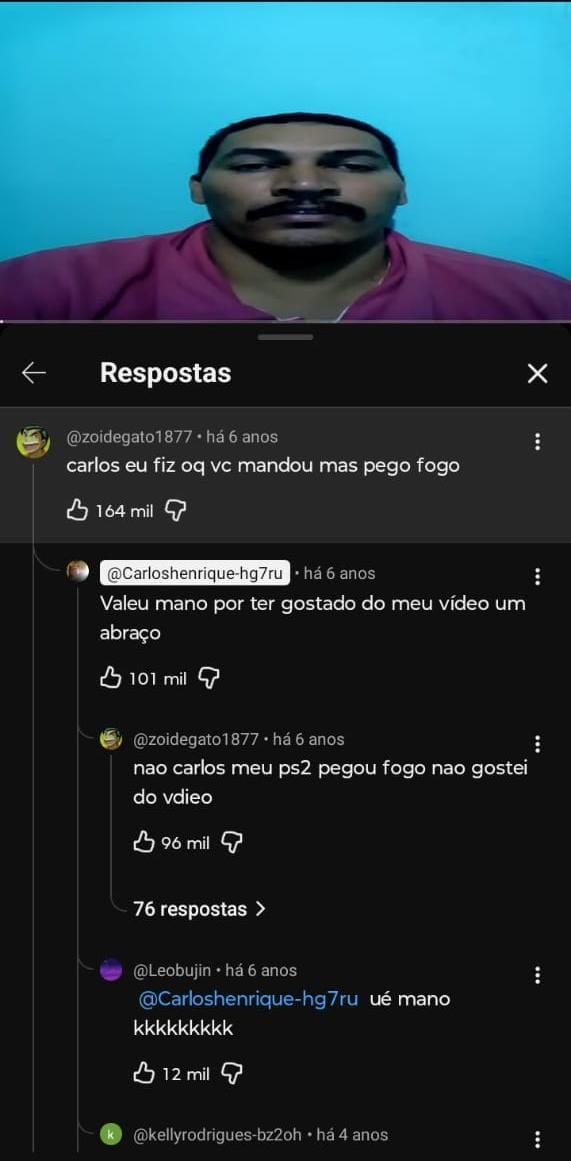 Respostas
@zoidegato1877 • há 6 anos
carlos eu fiz oq vc mandou mas pego fogo
164 mil
@Carloshenrique-hg7ru • há 6 anos
Valeu mano por ter gostado do meu vídeo um
abraço
101 mil
@zoidegato1877 • há 6 anos
nao carlos meu ps2 pegou fogo nao gostei
do vdieo
96 mil
76 respostas
@Leobujin • há 6 anos
@Carloshenrique-hg7ru ué mano
kkkkkkkkk
12 mil
k @kellyrodrigues-bz2oh • há 4 anos